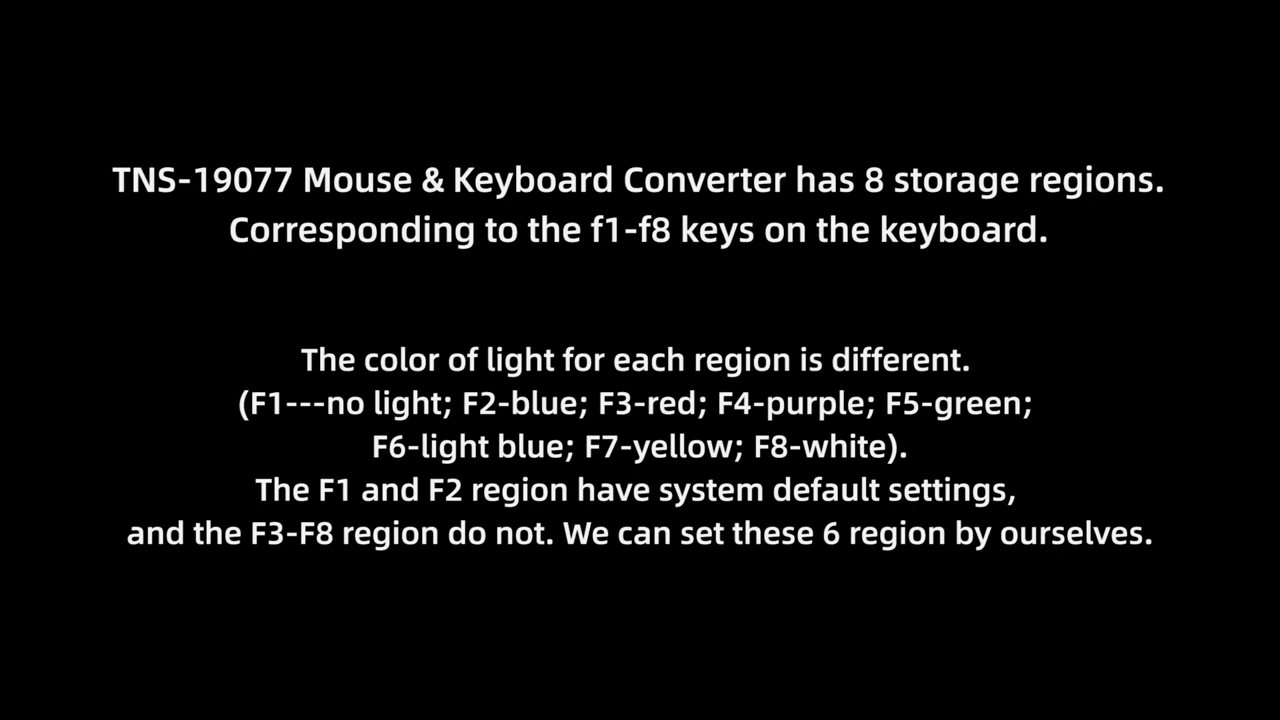 TNS-19077 Mouse & Keyboard Converter has 8 storage regions.
Corresponding to the f1-f8 keys on the keyboard.
The color of light for each region is different.
(F1---no light; F2-blue; F3-red; F4-purple; F5-green;
F6-light blue; F7-yellow; F8-white).
The F1 and F2 region have system default settings,
and the F3-F8 region do not. We can set these 6 region by ourselves.